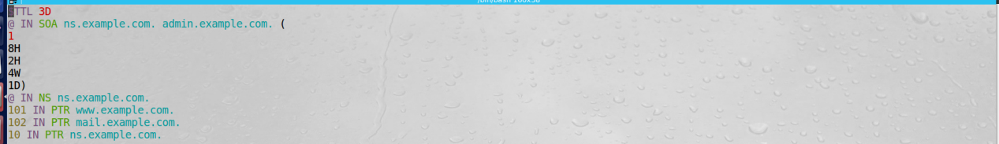 /bin/bash 160x38
$TTL 3D
@ IN SOA ns.example.com. admin.example.com. (
1
8H
2H
4W
1D)
@ IN NS ns.example.com.
101 IN PTR www.example.com.
102 IN PTR mail.example.com.
10 IN PTR ns.example.com.